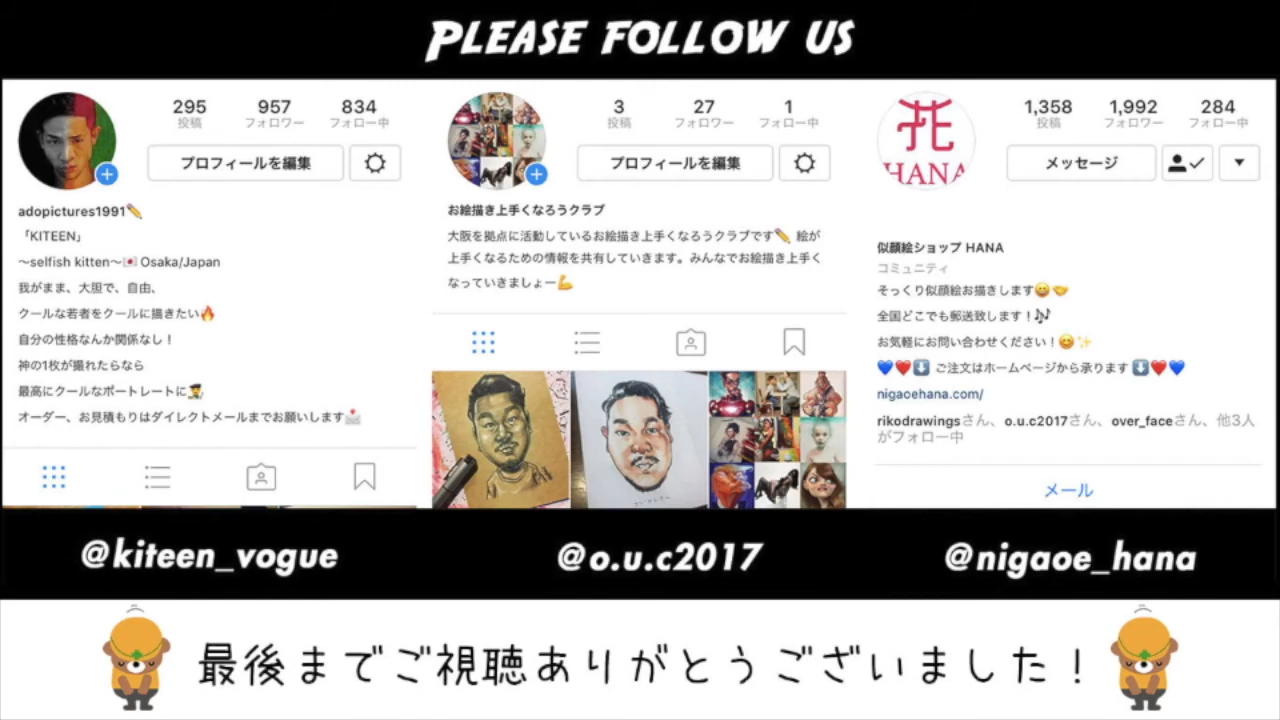 PLEASE FOLLOW US
295 957 834
投稿 フォロワー フォロー中
プロフィールを編集
adopictures1991✏️
「KITEEN」
〜selfish kitten〜🇯🇵Osaka/Japan
我がまま、大胆で、自由、
クールな若者をクールに描きたい🔥
自分の性格なんか関係なし！
神の1枚が撮れたらなら
最高にクールなポートレートに👨‍🎓
オーダー、お見積もりはダイレクトメールまでお願いします📩
3 27 1
投稿 フォロワー フォロー中
プロフィールを編集
お絵描き上手くなろうクラブ
大阪を拠点に活動しているお絵描き上手くなろうクラブです✏️ 絵が
上手くなるための情報を共有していきます。みんなでお絵描き上手く
なっていきましょー💪
花
HANA
1,358 1,992 284
投稿 フォロワー フォロー中
メッセージ
似顔絵ショップ HANA
コミュニティ
そっくり似顔絵お描きします😄🤝
全国どこでも郵送致します！🎶
お気軽にお問い合わせください！😊✨
💙❤️⬇️ ご注文はホームページから承ります ⬇️❤️💙
nigaoehana.com/
rikodrawingsさん、o.u.c2017さん、over_faceさん、他3人
がフォロー中
メール
@kiteen_vogue
@o.u.c2017
@nigaoe_hana
最後までご視聴ありがとうございました！